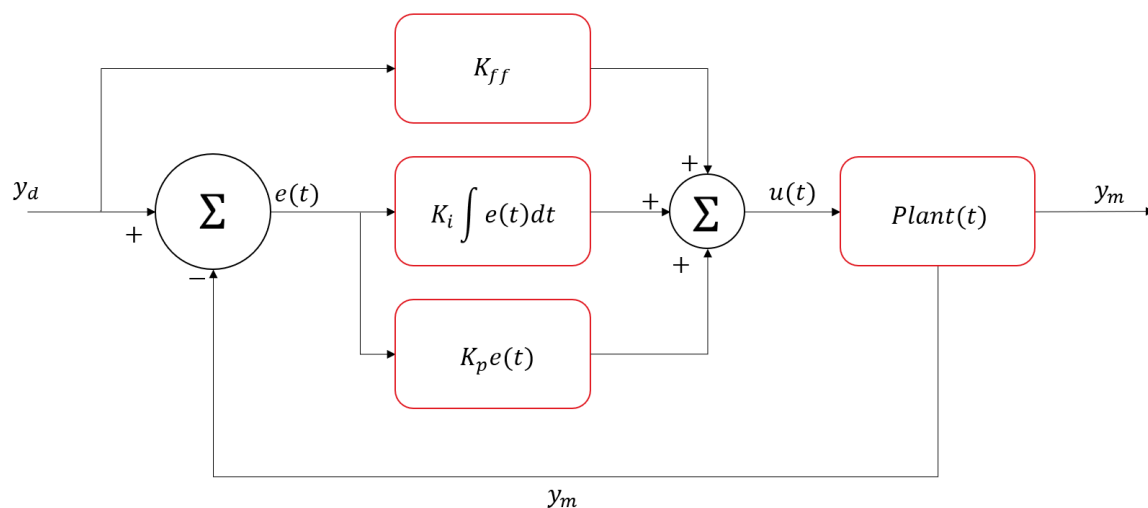 K_{ff}
+
y_d
Σ
e(t)
K_i ∫ e(t)dt
+
Σ
u(t)
Plant(t)
y_m
+
−
+
K_p e(t)
y_m